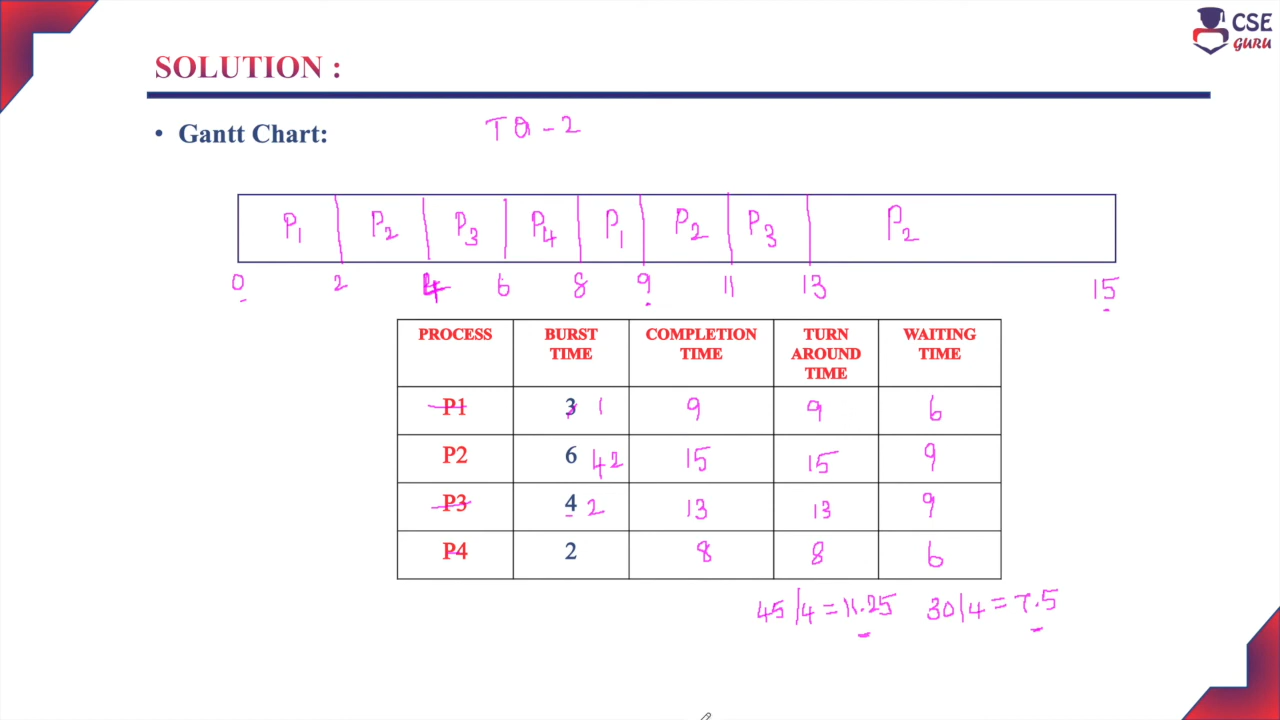 CSE
GURU
SOLUTION :
• Gantt Chart: TQ - 2
P1 P2 P3 P4 P1 P2 P3 P2
0 2 4 6 8 9 11 13 15
PROCESS BURST TIME COMPLETION TIME TURN AROUND TIME WAITING TIME
P1 3 1 9 9 6
P2 6 4 2 15 15 9
P3 4 2 13 13 9
P4 2 8 8 6
45/4 = 11.25 30/4 = 7.5